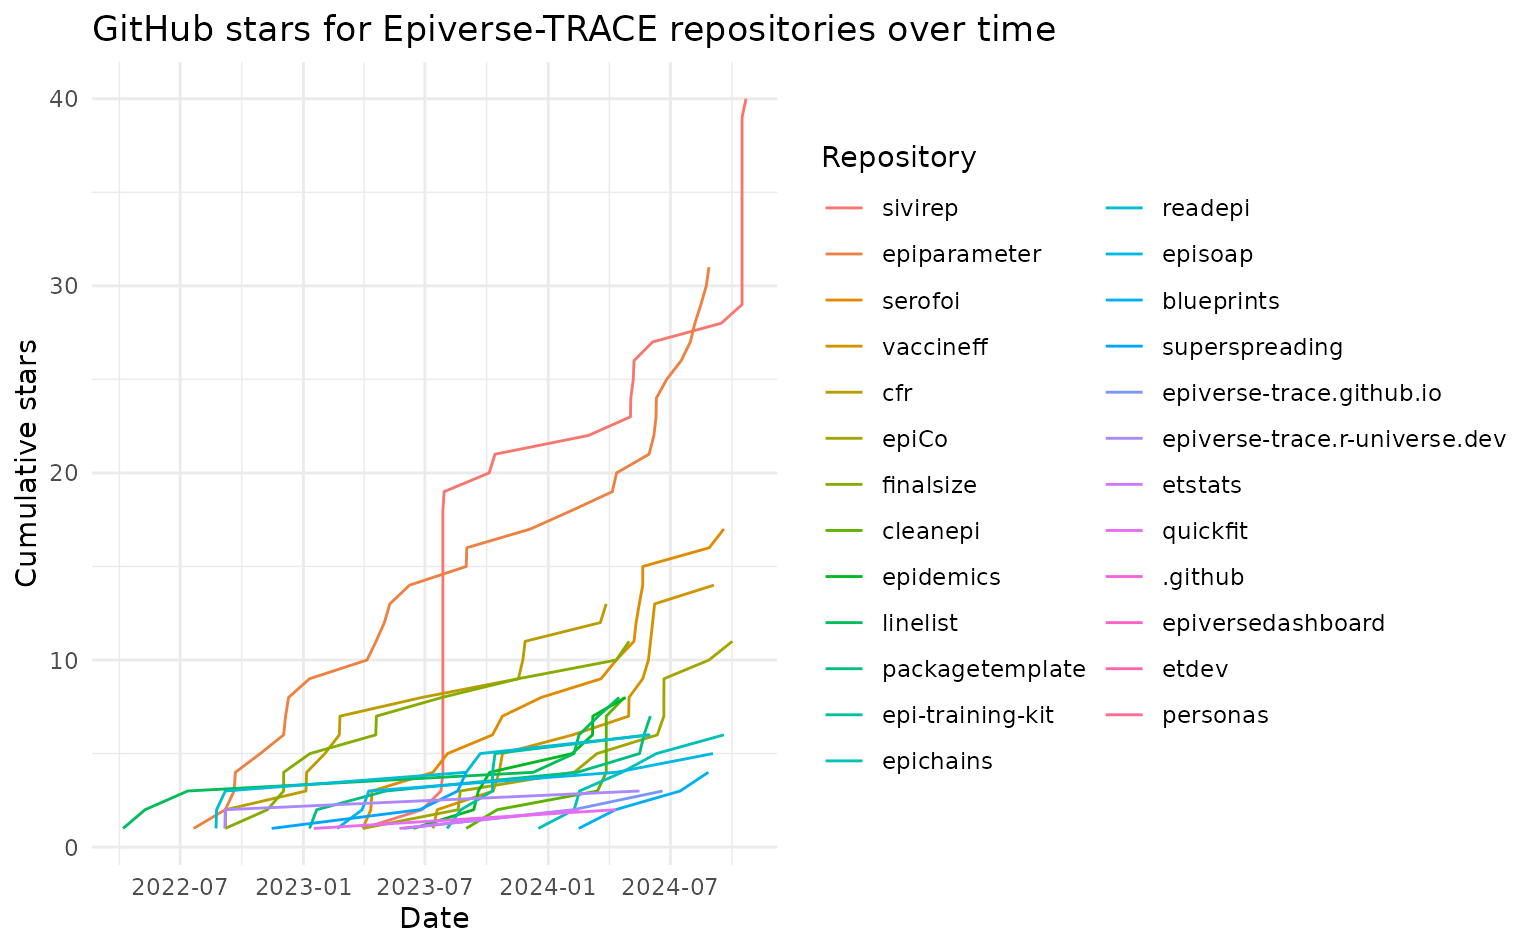 GitHub stars for Epiverse-TRACE repositories over time
Cumulative stars
40
30
20
10
0
2022-07
2023-01
2023-07
2024-01
2024-07
Date
Repository
sivirep
epiparameter
serofoi
vaccineff
cfr
epiCo
finalsize
cleanepi
epidemics
linelist
packagetemplate
epi-training-kit
epichains
readepi
episoap
blueprints
superspreading
epiverse-trace.github.io
epiverse-trace.r-universe.dev
etstats
quickfit
.github
epiversedashboard
etdev
personas